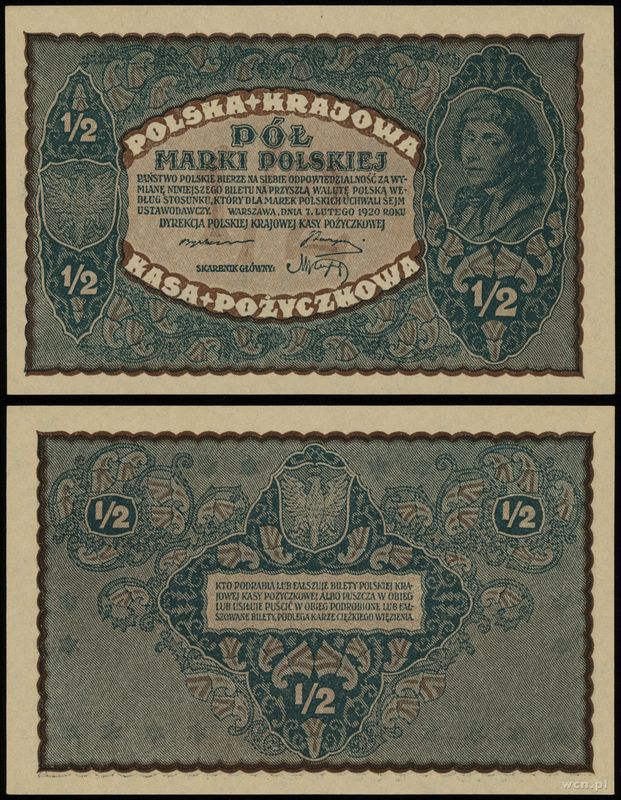 1/2
POLSKA + KRAJOWA
PÓŁ
MARKI POLSKIEJ
PAŃSTWO POLSKIE BIERZE NA SIEBIE ODPOWIEDZIALNOŚĆ ZA WY-
MIANĘ NINIEJSZEGO BILETU NA PRZYSZŁĄ WALUTĘ POLSKĄ WE-
DŁUG STOSUNKU, KTÓRY DLA MAREK POLSKICH UCHWALI SEJM
USTAWODAWCZY. WARSZAWA, DNIA 7. LUTEGO 1920 ROKU
DYREKCJA POLSKIEJ KRAJOWEJ KASY POŻYCZKOWEJ
SKARBNIK GŁÓWNY:
KASA + POŻYCZKOWA
1/2
1/2
1/2
1/2
KTO PODRABIA LUB FAŁSZUJE BILETY POLSKIEJ KRA-
JOWEJ KASY POŻYCZKOWEJ ALBO PUSZCZA W OBIEG
LUB USIŁUJE PUŚCIĆ W OBIEG PODROBIONE LUB FAŁ-
SZOWANE BILETY, PODLEGA KARZE CIĘŻKIEGO WIĘZIENIA.
1/2
wcn.pl